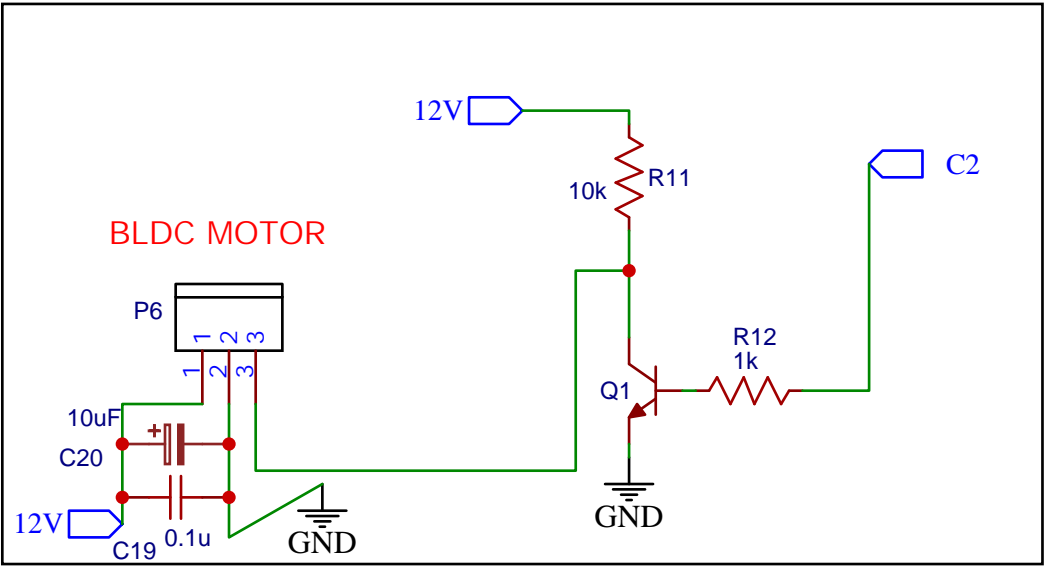 12V
R11
10k
C2
BLDC MOTOR
P6
1 2 3
1 2 3
R12
1k
Q1
10uF
+
C20
12V
C19
0.1u
GND
GND